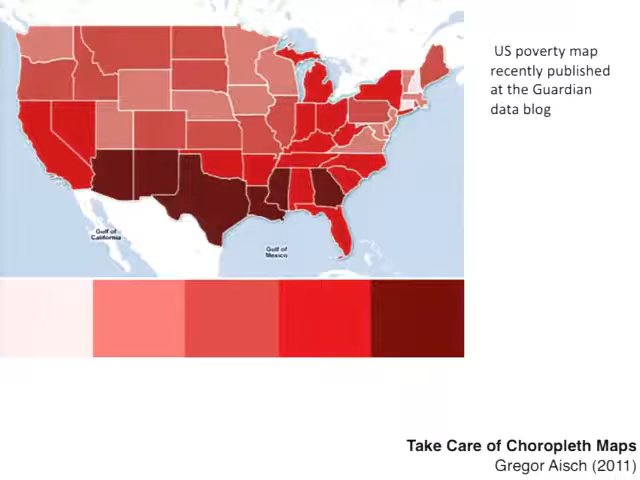 US poverty map
recently published
at the Guardian
data blog
Gulf of
California
Gulf of
Mexico
Take Care of Choropleth Maps
Gregor Aisch (2011)